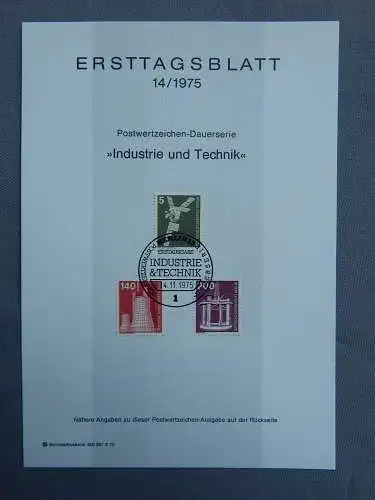 ERSTTAGSBLATT
14/1975
Postwertzeichen-Dauerserie
»Industrie und Technik«
5
ERSTAUSGABE
INDUSTRIE
& TECHNIK
14.11.1975
1
140
Nähere Angaben zu dieser Postwertzeichen-Ausgabe auf der Rückseite